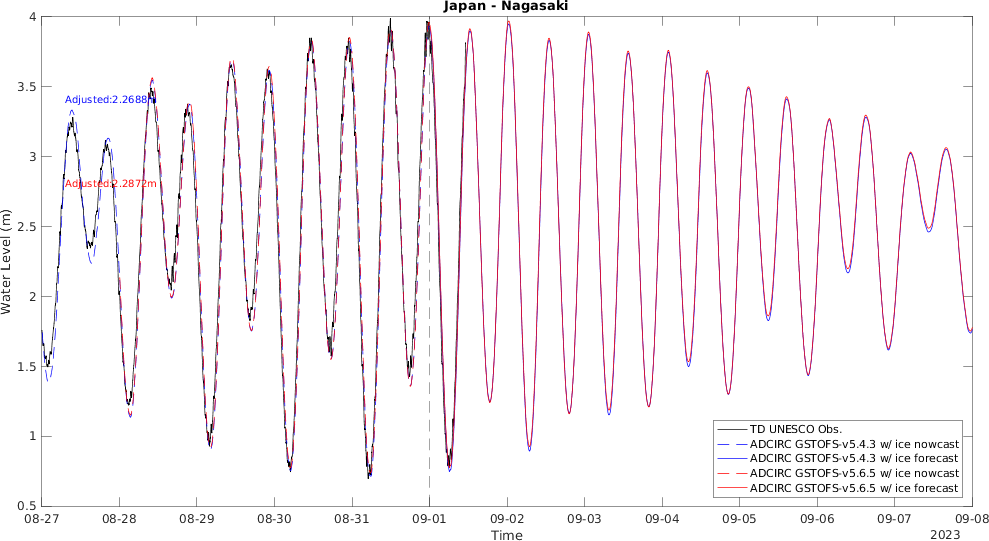 Japan - Nagasaki
Water Level (m)
4
3.5
3
2.5
2
1.5
1
0.5
Adjusted:2.2688m
Adjusted:2.2872m
TD UNESCO Obs.
ADCIRC GSTOFS-v5.4.3 w/ ice nowcast
ADCIRC GSTOFS-v5.4.3 w/ ice forecast
ADCIRC GSTOFS-v5.6.5 w/ ice nowcast
ADCIRC GSTOFS-v5.6.5 w/ ice forecast
08-27 08-28 08-29 08-30 08-31 09-01 09-02 09-03 09-04 09-05 09-06 09-07 09-08
Time
2023